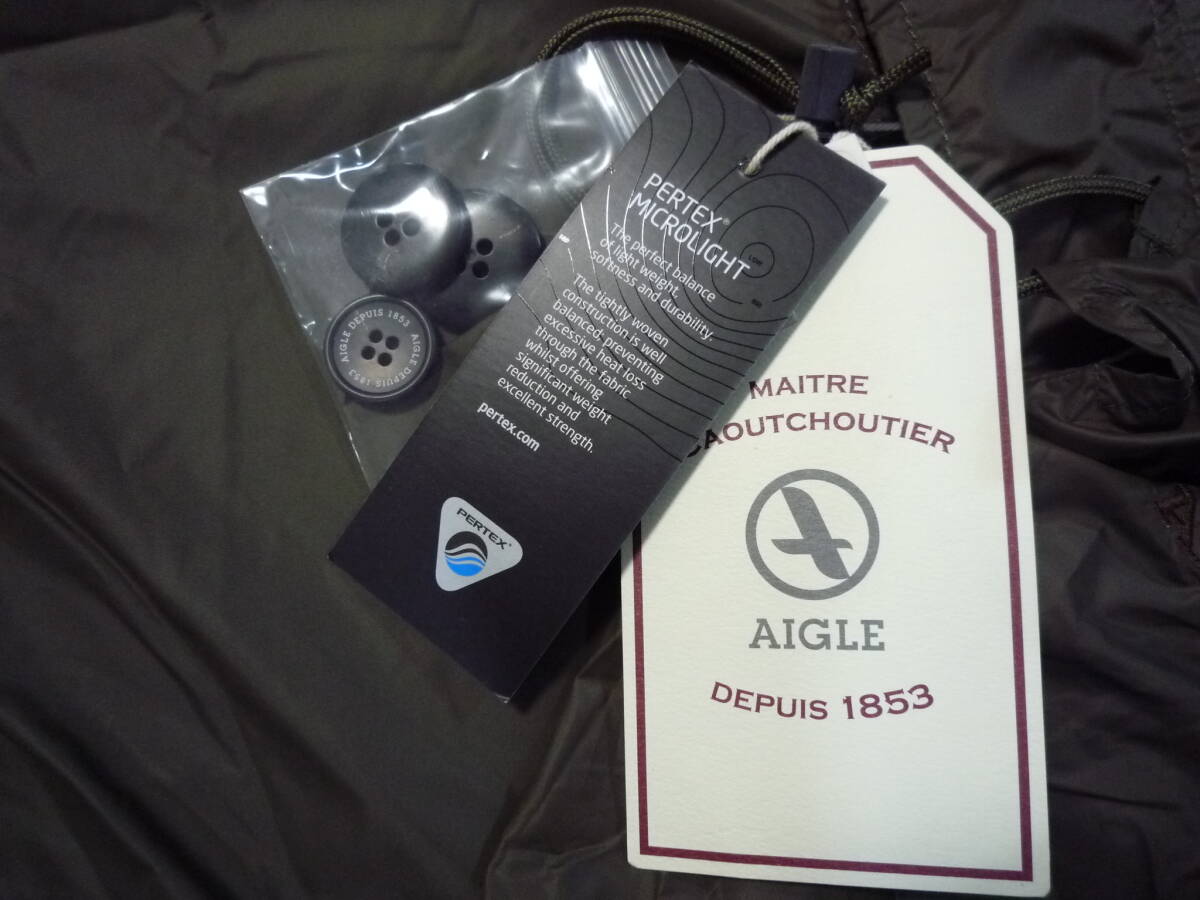 PERTEX®
MICROLIGHT
The perfect balance
of light weight,
softness and durability.
The tightly woven
construction is well
balanced, preventing
excessive heat loss
through the fabric
whilst offering
significant weight
reduction and
excellent strength.
pertex.com
PERTEX®
AIGLE DEPUIS 1853 AIGLE DEPUIS 1853
MAITRE
CAOUTCHOUTIER
AIGLE
DEPUIS 1853